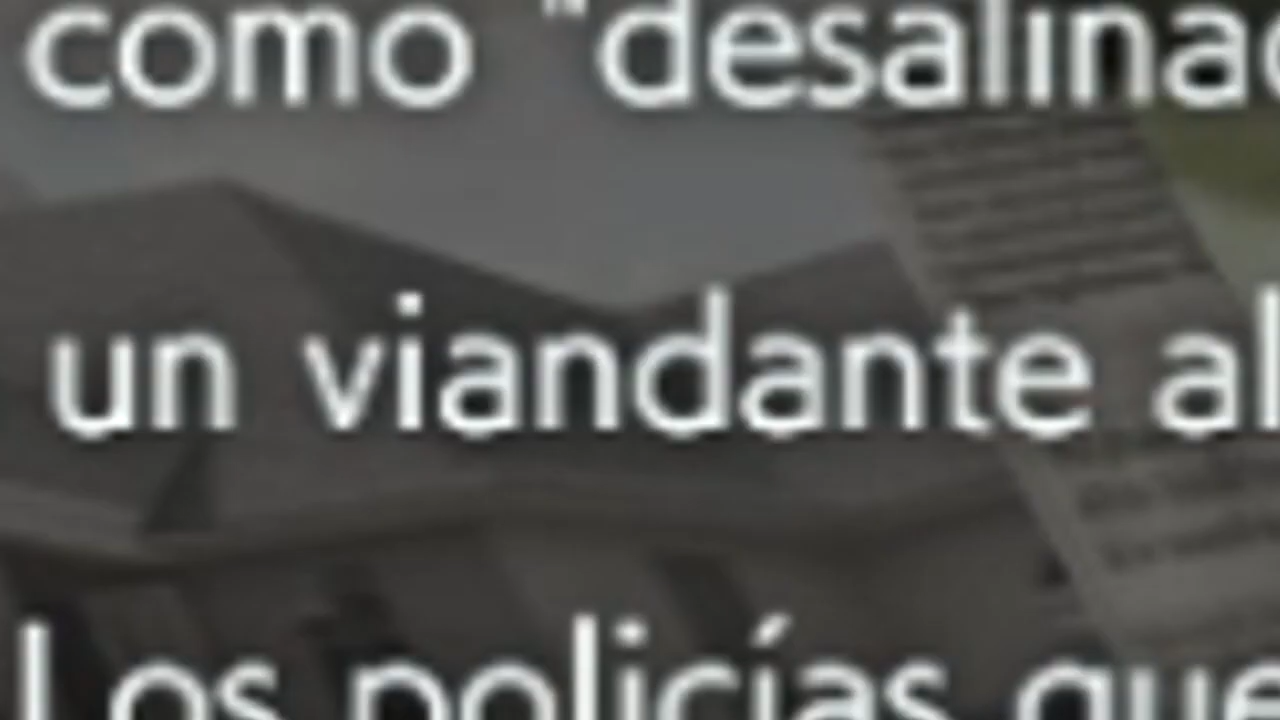 como "desalinad
un viandante al
Los policías que